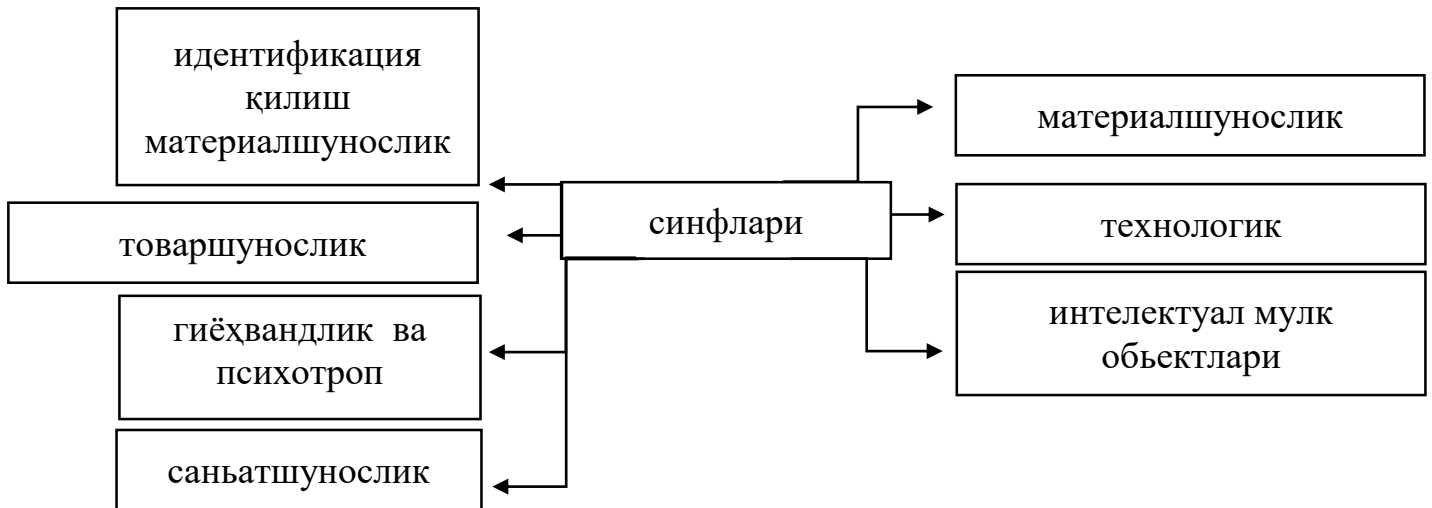 идентификация
қилиш
материалшунослик
товаршунослик
гиёҳвандлик ва
психотроп
саньатшунослик
синфлари
материалшунослик
технологик
интелектуал мулк
обьектлари